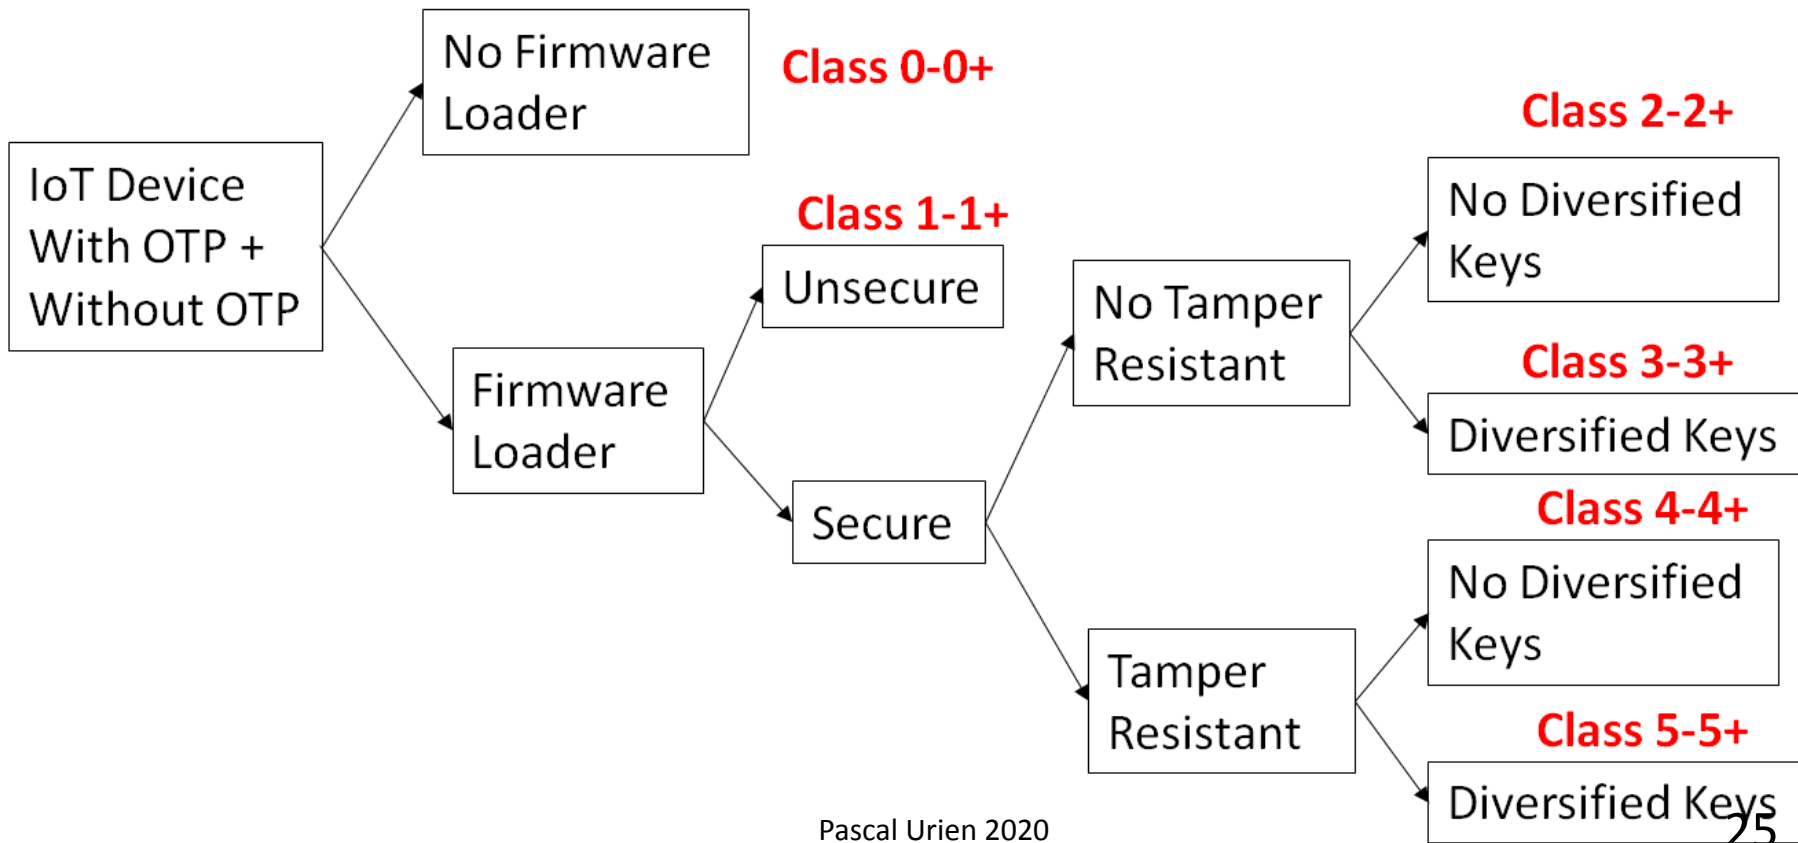 No Firmware
Loader
Class 0-0+
IoT Device
With OTP +
Without OTP
Class 1-1+
Unsecure
Firmware
Loader
Secure
No Tamper
Resistant
Class 2-2+
No Diversified
Keys
Class 3-3+
Diversified Keys
Tamper
Resistant
Class 4-4+
No Diversified
Keys
Class 5-5+
Diversified Keys
Pascal Urien 2020
25